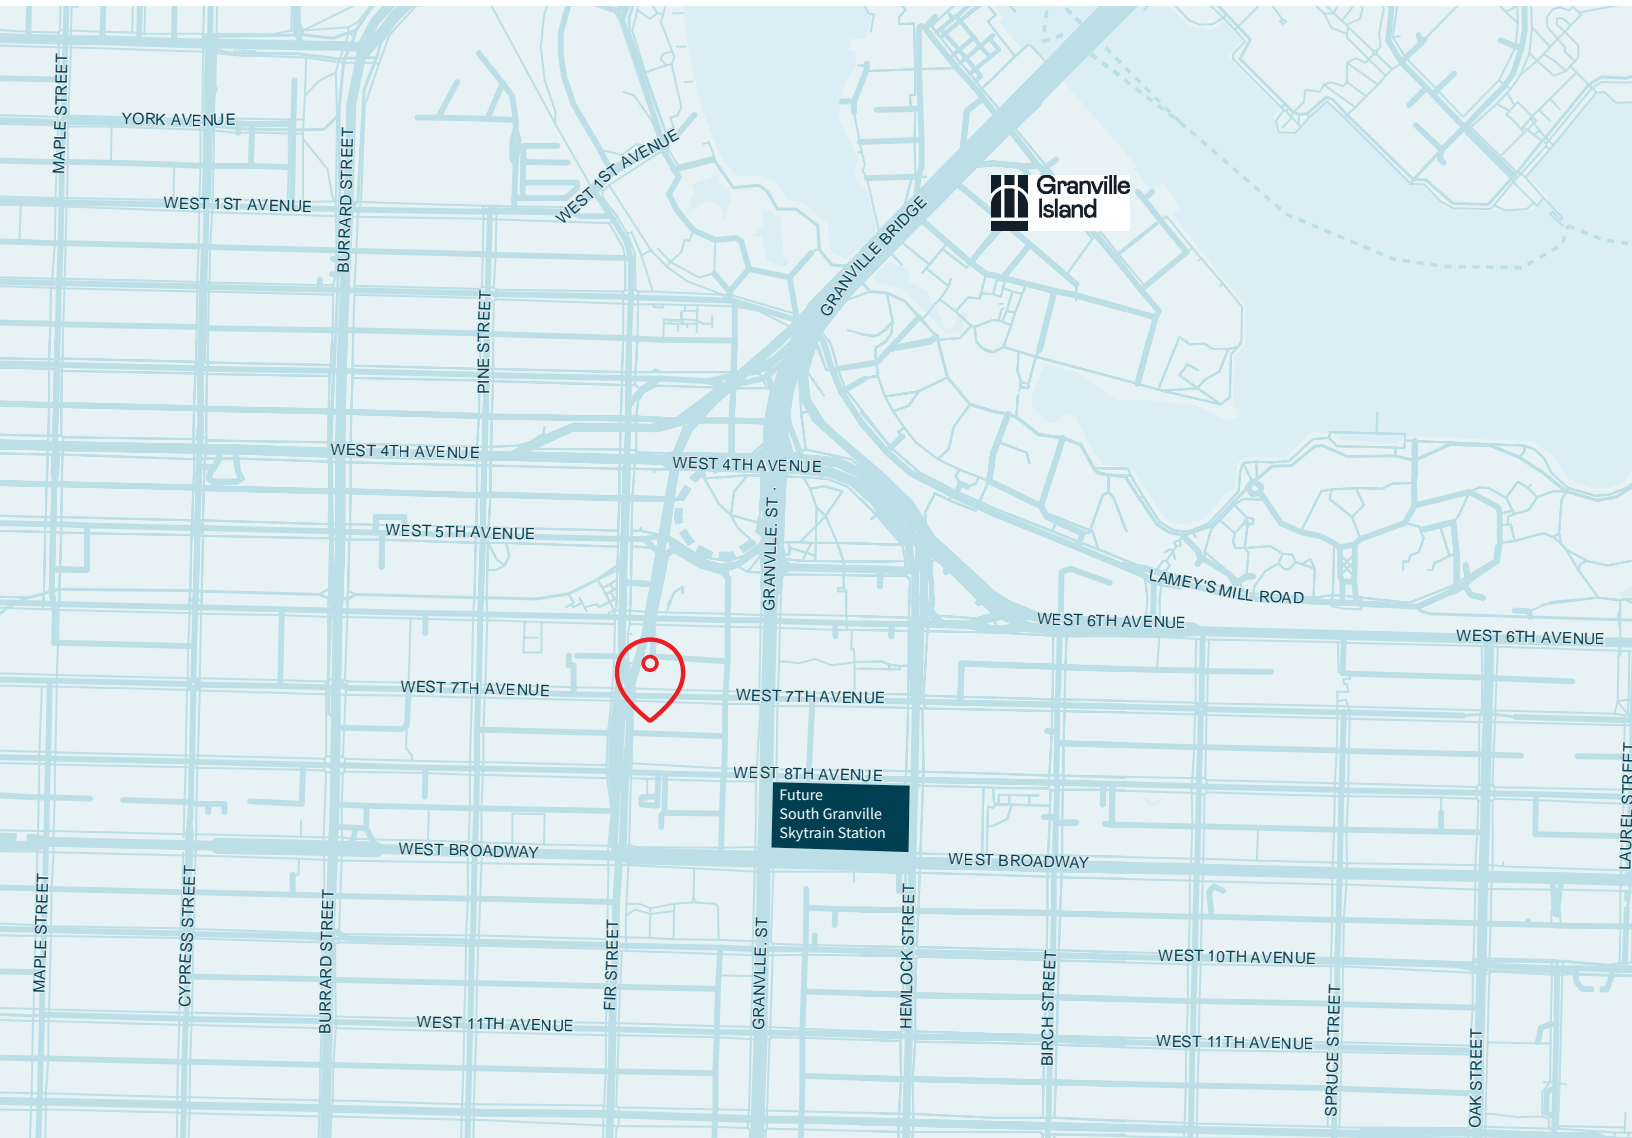 MAPLE STREET
YORK AVENUE
BURRARD STREET
WEST 1ST AVENUE
WEST 1ST AVENUE
Granville
Island
GRANVILLE BRIDGE
PINE STREET
WEST 4TH AVENUE
WEST 4TH AVENUE
GRANVLLE. ST .
WEST 5TH AVENUE
LAMEY'S MILL ROAD
WEST 6TH AVENUE
WEST 6TH AVENUE
WEST 7TH AVENUE
WEST 7TH AVENUE
WEST 8TH AVENUE
Future
South Granville
Skytrain Station
LAUREL STREET
WEST BROADWAY
WEST BROADWAY
MAPLE STREET
CYPRESS STREET
BURRARD STREET
FIR STREET
GRANVLLE. ST
HEMLOCK STREET
BIRCH STREET
WEST 10TH AVENUE
SPRUCE STREET
OAK STREET
WEST 11TH AVENUE
WEST 11TH AVENUE